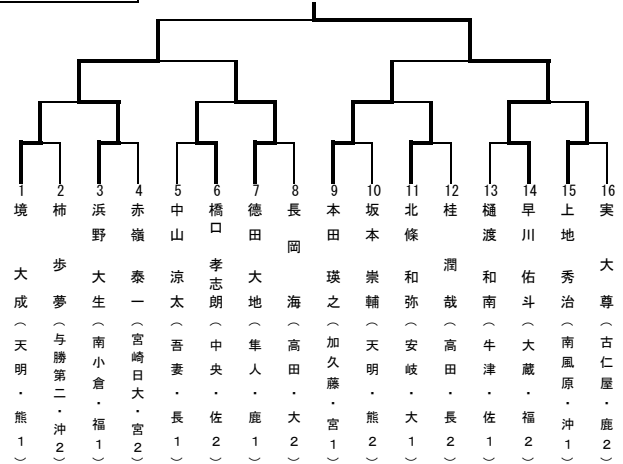 1 境 大成（天明・熊1）
2 柿 歩夢（与勝第二・沖2）
3 浜野 大生（南小倉・福1）
4 赤嶺 泰一（宮崎日大・宮2）
5 中山 涼太（吾妻・長1）
6 橋口 孝志朗（中央・佐2）
7 德田 大地（隼人・鹿1）
8 長岡 海（高田・大2）
9 本田 瑛之（加久藤・宮1）
10 坂本 崇輔（天明・熊2）
11 北條 和弥（安岐・大1）
12 桂 潤哉（高田・長2）
13 樋渡 和南（牛津・佐1）
14 早川 佑斗（大蔵・福2）
15 上地 秀治（南風原・沖1）
16 実 大尊（古仁屋・鹿2）